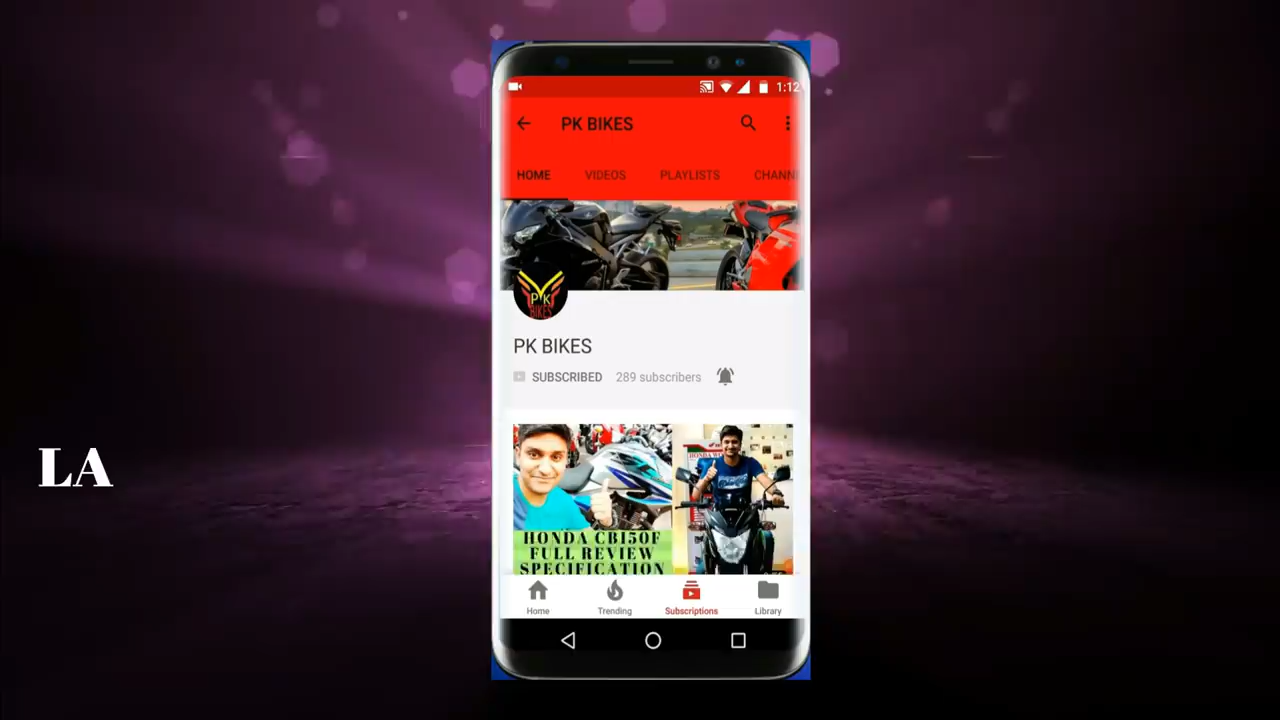 1:12
PK BIKES
HOME VIDEOS PLAYLISTS CHANN
PK
BIKES
PK BIKES
SUBSCRIBED 289 subscribers
HONDA CB150F
FULL REVIEW
SPECIFICATION
Home Trending Subscriptions Library
LA